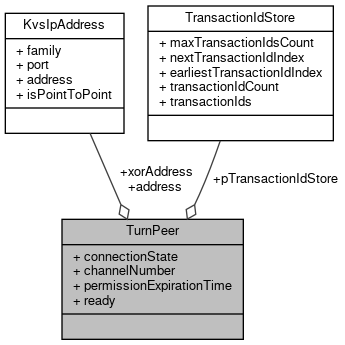 KvsIpAddress
+ family
+ port
+ address
+ isPointToPoint
TransactionIdStore
+ maxTransactionIdsCount
+ nextTransactionIdIndex
+ earliestTransactionIdIndex
+ transactionIdCount
+ transactionIds
+xorAddress
+address
+pTransactionIdStore
TurnPeer
+ connectionState
+ channelNumber
+ permissionExpirationTime
+ ready